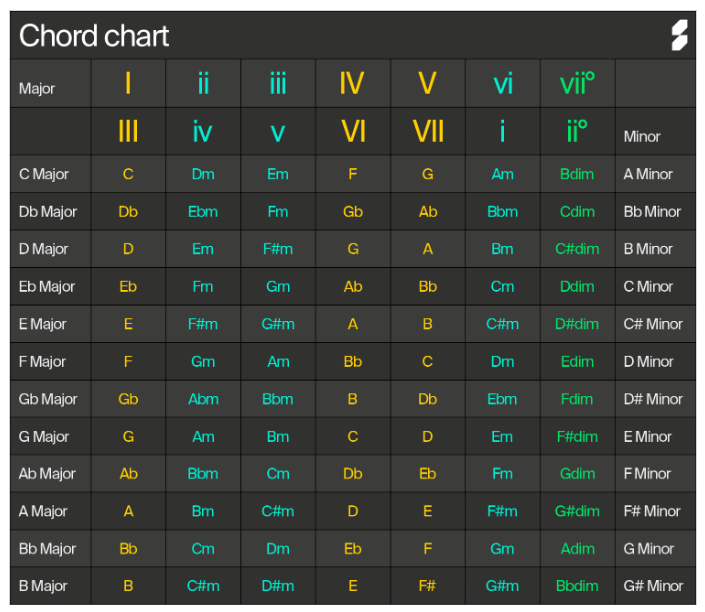 Chord chart
Major I ii iii IV V vi vii°
III iv v VI VII i ii° Minor
C Major C Dm Em F G Am Bdim A Minor
Db Major Db Ebm Fm Gb Ab Bbm Cdim Bb Minor
D Major D Em F#m G A Bm C#dim B Minor
Eb Major Eb Fm Gm Ab Bb Cm Ddim C Minor
E Major E F#m G#m A B C#m D#dim C# Minor
F Major F Gm Am Bb C Dm Edim D Minor
Gb Major Gb Abm Bbm B Db Ebm Fdim D# Minor
G Major G Am Bm C D Em F#dim E Minor
Ab Major Ab Bbm Cm Db Eb Fm Gdim F Minor
A Major A Bm C#m D E F#m G#dim F# Minor
Bb Major Bb Cm Dm Eb F Gm Adim G Minor
B Major B C#m D#m E F# G#m Bbdim G# Minor